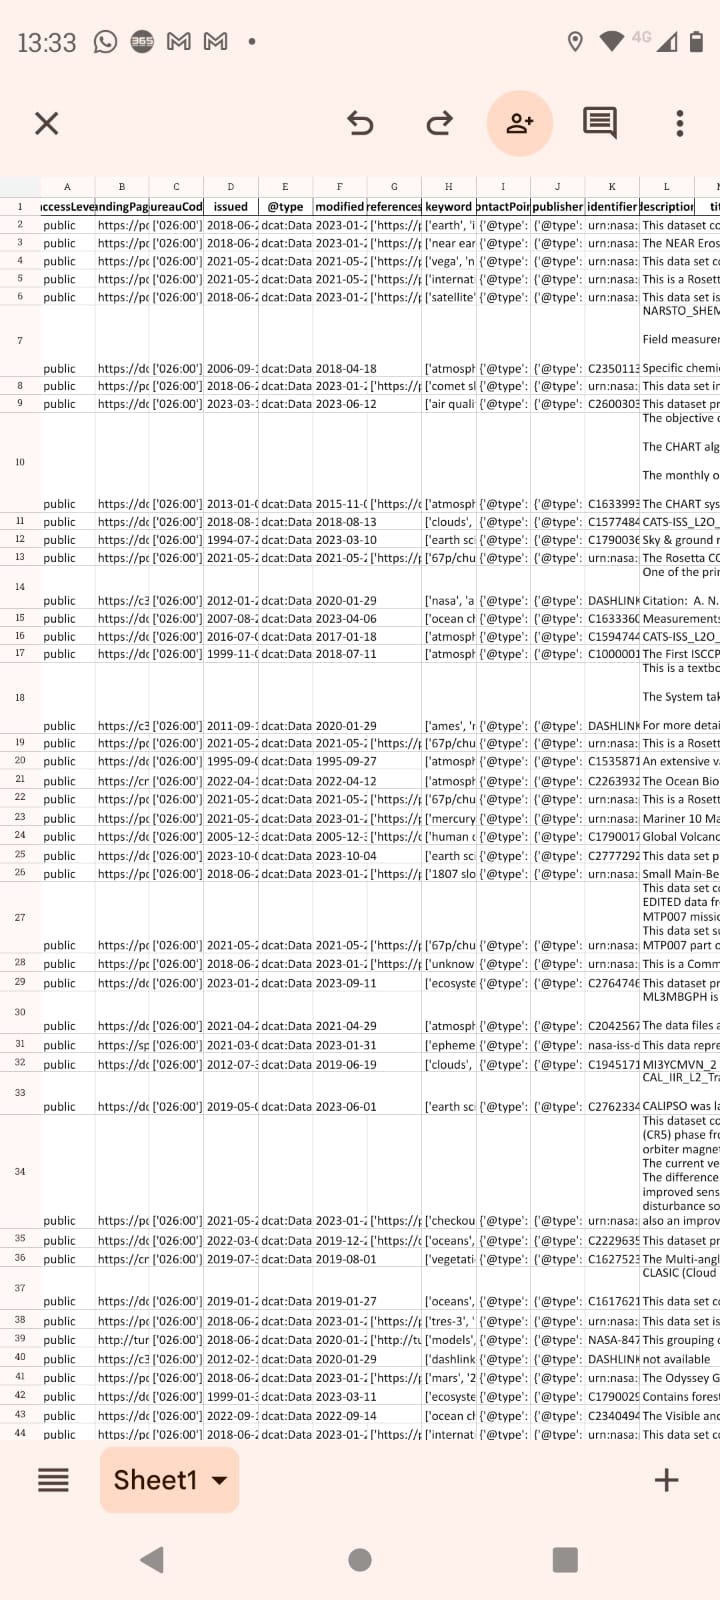 13:33 365 4G
A B C D E F G H I J K L M
1 ccessLeve ndingPag ureauCod issued @type modified references keyword ontactPoin publisher identifier description tit
2 public https://pd ['026:00'] 2018-06-2 dcat:Data 2023-01-2 ['https://p ['earth', 'i {'@type': {'@type': urn:nasa: This dataset co
3 public https://pd ['026:00'] 2018-06-2 dcat:Data 2023-01-2 ['https://p ['near ear {'@type': {'@type': urn:nasa: The NEAR Eros
4 public https://pd ['026:00'] 2021-05-2 dcat:Data 2021-05-2 ['https://p ['vega', 'n {'@type': {'@type': urn:nasa: This data set co
5 public https://pd ['026:00'] 2021-05-2 dcat:Data 2021-05-2 ['https://p ['internati {'@type': {'@type': urn:nasa: This is a Rosett
6 public https://pd ['026:00'] 2018-06-2 dcat:Data 2023-01-2 ['https://p ['satellite' {'@type': {'@type': urn:nasa: This data set is
NARSTO_SHEM
7 Field measurer
public https://dc ['026:00'] 2006-09-1 dcat:Data 2018-04-18 ['atmosph {'@type': {'@type': C2350113 Specific chemic
8 public https://pd ['026:00'] 2018-06-2 dcat:Data 2023-01-2 ['https://p ['comet sl {'@type': {'@type': urn:nasa: This data set in
9 public https://dc ['026:00'] 2023-03-1 dcat:Data 2023-06-12 ['air quali {'@type': {'@type': C2600303 This dataset pr
The objective o
The CHART alg
10
The monthly o
public https://dc ['026:00'] 2013-01-0 dcat:Data 2015-11-0 ['https://c ['atmosph {'@type': {'@type': C1633993 The CHART sys
11 public https://dc ['026:00'] 2018-08-1 dcat:Data 2018-08-13 ['clouds', {'@type': {'@type': C1577484 CATS-ISS_L2O_
12 public https://dc ['026:00'] 1994-07-2 dcat:Data 2023-03-10 ['earth sci {'@type': {'@type': C1790036 Sky & ground r
13 public https://pd ['026:00'] 2021-05-2 dcat:Data 2021-05-2 ['https://p ['67p/chu {'@type': {'@type': urn:nasa: The Rosetta CO
One of the prin
14
public https://c3 ['026:00'] 2012-01-2 dcat:Data 2020-01-29 ['nasa', 'a {'@type': {'@type': DASHLINK Citation: A. N.
15 public https://dc ['026:00'] 2007-08-2 dcat:Data 2023-04-06 ['ocean ch {'@type': {'@type': C1633360 Measurements
16 public https://dc ['026:00'] 2016-07-0 dcat:Data 2017-01-18 ['atmosph {'@type': {'@type': C1594744 CATS-ISS_L2O_
17 public https://dc ['026:00'] 1999-11-0 dcat:Data 2018-07-11 ['atmosph {'@type': {'@type': C1000001 The First ISCCP
This is a textbo
18 The System tak
public https://c3 ['026:00'] 2011-09-1 dcat:Data 2020-01-29 ['ames', 'r {'@type': {'@type': DASHLINK For more detai
19 public https://pd ['026:00'] 2021-05-2 dcat:Data 2021-05-2 ['https://p ['67p/chu {'@type': {'@type': urn:nasa: This is a Rosett
20 public https://dc ['026:00'] 1995-09-0 dcat:Data 1995-09-27 ['atmosph {'@type': {'@type': C1535871 An extensive va
21 public https://cr ['026:00'] 2022-04-1 dcat:Data 2022-04-12 ['atmosph {'@type': {'@type': C2263932 The Ocean Bio
22 public https://pd ['026:00'] 2021-05-2 dcat:Data 2021-05-2 ['https://p ['67p/chu {'@type': {'@type': urn:nasa: This is a Rosett
23 public https://pd ['026:00'] 2021-05-2 dcat:Data 2023-01-2 ['https://p ['mercury {'@type': {'@type': urn:nasa: Mariner 10 Ma
24 public https://dc ['026:00'] 2005-12-3 dcat:Data 2005-12-3 ['https://c ['human c {'@type': {'@type': C1790017 Global Volcano
25 public https://dc ['026:00'] 2023-10-0 dcat:Data 2023-10-04 ['earth sci {'@type': {'@type': C2777292 This data set p
26 public https://pd ['026:00'] 2018-06-2 dcat:Data 2023-01-2 ['https://p ['1807 slo {'@type': {'@type': urn:nasa: Small Main-Be
This data set co
EDITED data fr
27 MTP007 missio
This data set su
public https://pd ['026:00'] 2021-05-2 dcat:Data 2021-05-2 ['https://p ['67p/chu {'@type': {'@type': urn:nasa: MTP007 part o
28 public https://pd ['026:00'] 2018-06-2 dcat:Data 2023-01-2 ['https://p ['unknow {'@type': {'@type': urn:nasa: This is a Comm
29 public https://dc ['026:00'] 2023-01-2 dcat:Data 2023-09-11 ['ecosyste {'@type': {'@type': C2764746 This dataset pr
ML3MBGPH is
30
public https://dc ['026:00'] 2021-04-2 dcat:Data 2021-04-29 ['atmosph {'@type': {'@type': C2042567 The data files a
31 public https://sp ['026:00'] 2021-03-0 dcat:Data 2023-01-31 ['epheme {'@type': {'@type': nasa-iss-d This data repre
32 public https://dc ['026:00'] 2012-07-3 dcat:Data 2019-06-19 ['clouds', {'@type': {'@type': C1945171 MI3YCMVN_2
CAL_IIR_L2_Tra
33
public https://dc ['026:00'] 2019-05-0 dcat:Data 2023-06-01 ['earth sci {'@type': {'@type': C2762334 CALIPSO was la
This dataset co
(CR5) phase fro
orbiter magnet
The current ve
34 The difference
improved sens
disturbance so
public https://pd ['026:00'] 2021-05-2 dcat:Data 2023-01-2 ['https://p ['checkou {'@type': {'@type': urn:nasa: also an improv
35 public https://dc ['026:00'] 2022-03-0 dcat:Data 2019-12-2 ['https://c ['oceans', {'@type': {'@type': C2229635 This dataset pr
36 public https://cr ['026:00'] 2019-07-3 dcat:Data 2019-08-01 ['vegetati {'@type': {'@type': C1627523 The Multi-angl
CLASIC (Cloud
37
public https://dc ['026:00'] 2019-01-2 dcat:Data 2019-01-27 ['oceans', {'@type': {'@type': C1617621 This data set co
38 public https://pd ['026:00'] 2018-06-2 dcat:Data 2023-01-2 ['https://p ['tres-3', ' {'@type': {'@type': urn:nasa: This data set is
39 public http://tur ['026:00'] 2018-06-2 dcat:Data 2020-01-2 ['http://tu ['models', {'@type': {'@type': NASA-847 This grouping o
40 public https://c3 ['026:00'] 2012-02-1 dcat:Data 2020-01-29 ['dashlink {'@type': {'@type': DASHLINK not available
41 public https://pd ['026:00'] 2018-06-2 dcat:Data 2023-01-2 ['https://p ['mars', '2 {'@type': {'@type': urn:nasa: The Odyssey G
42 public https://dc ['026:00'] 1999-01-3 dcat:Data 2023-03-11 ['ecosyste {'@type': {'@type': C1790029 Contains forest
43 public https://dc ['026:00'] 2022-09-1 dcat:Data 2022-09-14 ['ocean ch {'@type': {'@type': C2340494 The Visible and
44 public https://pd ['026:00'] 2018-06-2 dcat:Data 2023-01-2 ['https://p ['internati {'@type': {'@type': urn:nasa: This data set co
Sheet1